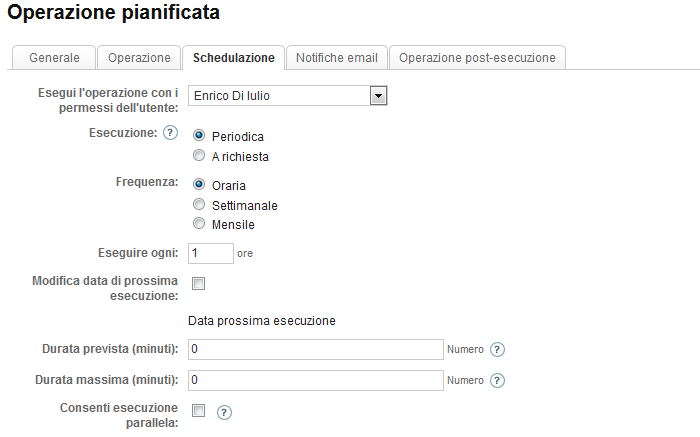 Operazione pianificata
Generale Operazione Schedulazione Notifiche email Operazione post-esecuzione
Esegui l'operazione con i
permessi dell'utente: Enrico Di Iulio
Esecuzione: ? Periodica
A richiesta
Frequenza: Oraria
Settimanale
Mensile
Eseguire ogni: 1 ore
Modifica data di prossima
esecuzione:
Data prossima esecuzione
Durata prevista (minuti): 0 Numero ?
Durata massima (minuti): 0 Numero ?
Consenti esecuzione ?
parallela: